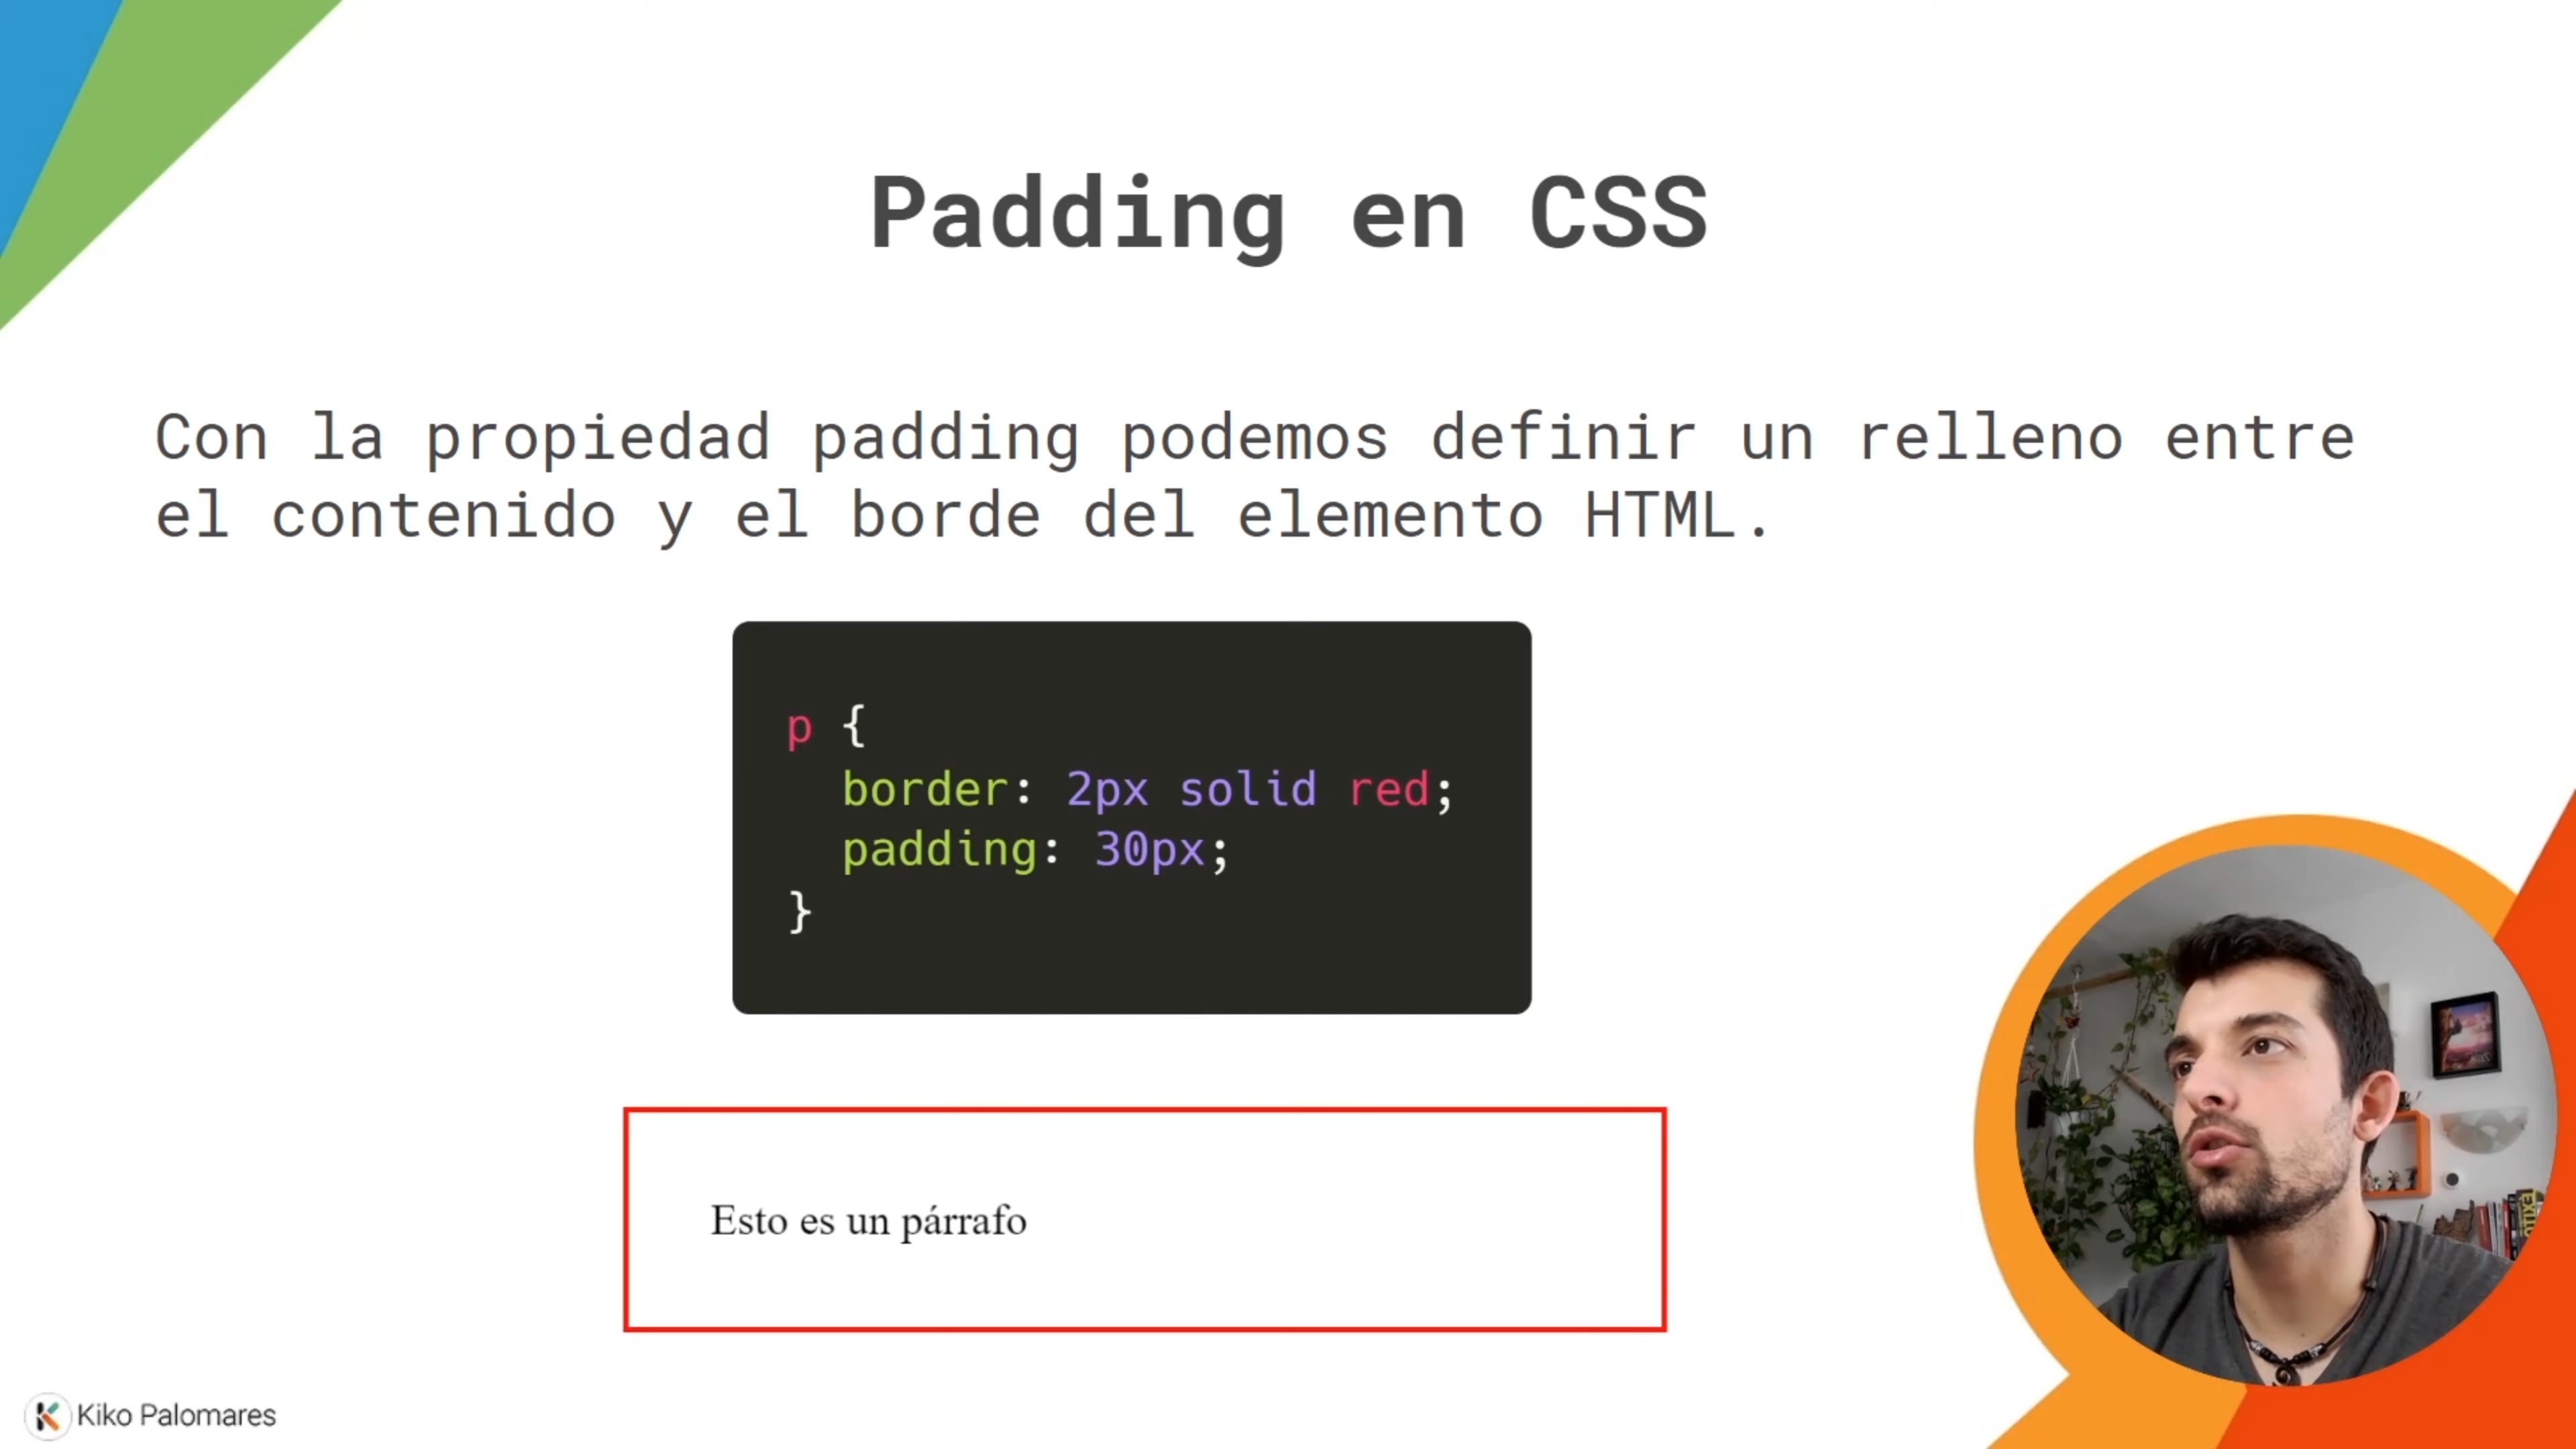 Padding en CSS
Con la propiedad padding podemos definir un relleno entre
el contenido y el borde del elemento HTML.
p {
  border: 2px solid red;
  padding: 30px;
}
Esto es un párrafo
Kiko Palomares